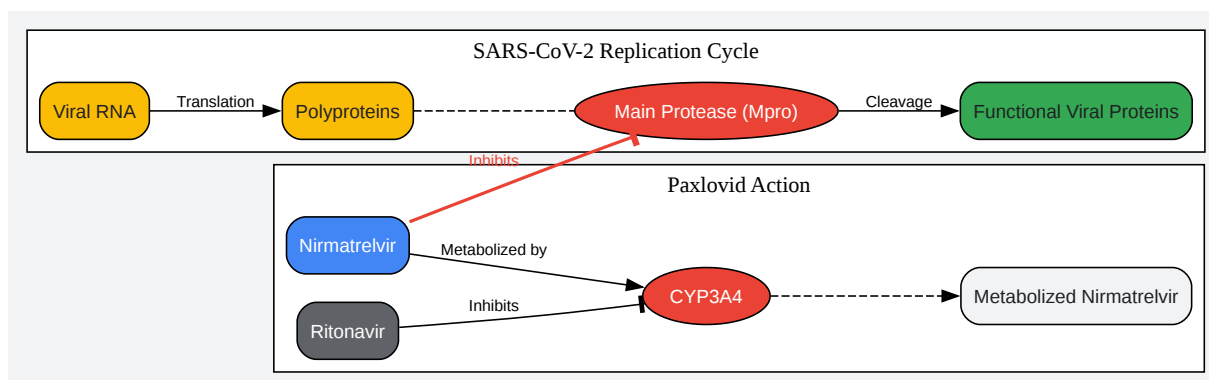 SARS-CoV-2 Replication Cycle
Viral RNA
Translation
Polyproteins
Main Protease (Mpro)
Cleavage
Functional Viral Proteins
Inhibits
Paxlovid Action
Nirmatrelvir
Metabolized by
Ritonavir
Inhibits
CYP3A4
Metabolized Nirmatrelvir